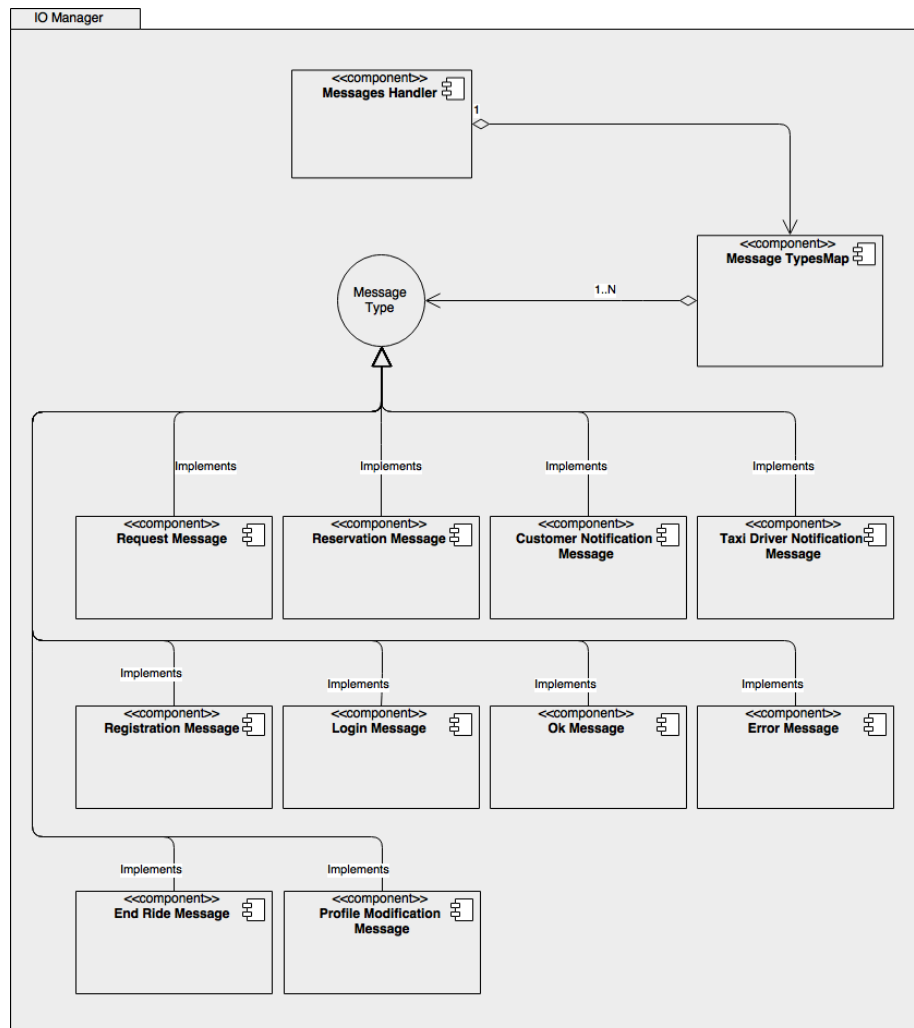 IO Manager
<<component>>
Messages Handler
1
<<component>>
Message TypesMap
Message
Type
1..N
Implements
Implements
Implements
Implements
<<component>>
Request Message
<<component>>
Reservation Message
<<component>>
Customer Notification
Message
<<component>>
Taxi Driver Notification
Message
Implements
Implements
Implements
Implements
<<component>>
Registration Message
<<component>>
Login Message
<<component>>
Ok Message
<<component>>
Error Message
Implements
Implements
<<component>>
End Ride Message
<<component>>
Profile Modification
Message